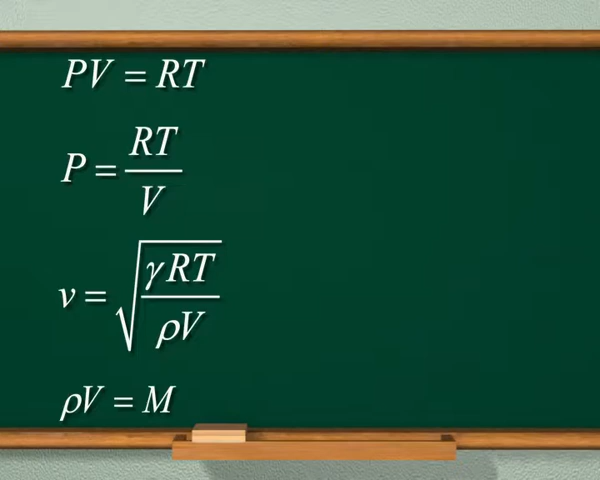 PV = RT
P = RT/V
v = √(γRT/ρV)
ρV = M